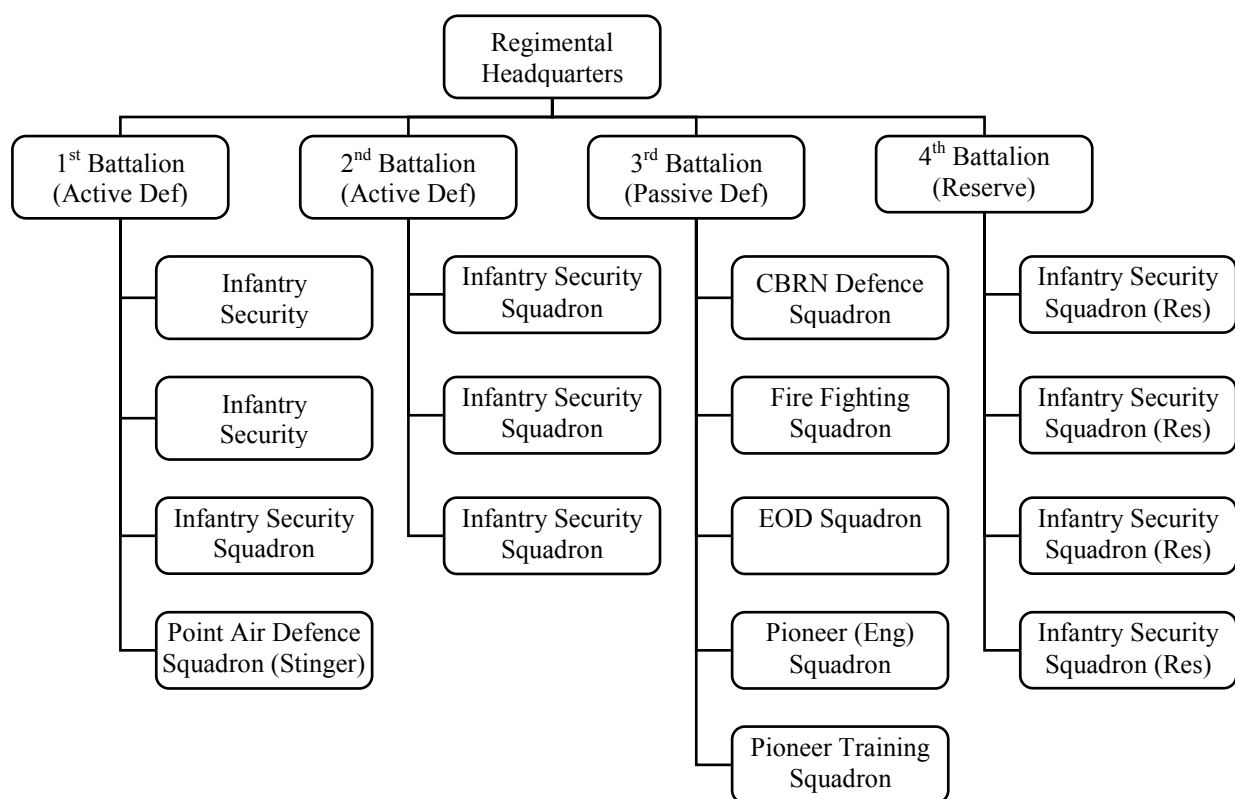 Regimental
Headquarters
1st Battalion
(Active Def)
2nd Battalion
(Active Def)
3rd Battalion
(Passive Def)
4th Battalion
(Reserve)
Infantry
Security
Infantry
Security
Infantry Security
Squadron
Point Air Defence
Squadron (Stinger)
Infantry Security
Squadron
Infantry Security
Squadron
Infantry Security
Squadron
CBRN Defence
Squadron
Fire Fighting
Squadron
EOD Squadron
Pioneer (Eng)
Squadron
Pioneer Training
Squadron
Infantry Security
Squadron (Res)
Infantry Security
Squadron (Res)
Infantry Security
Squadron (Res)
Infantry Security
Squadron (Res)